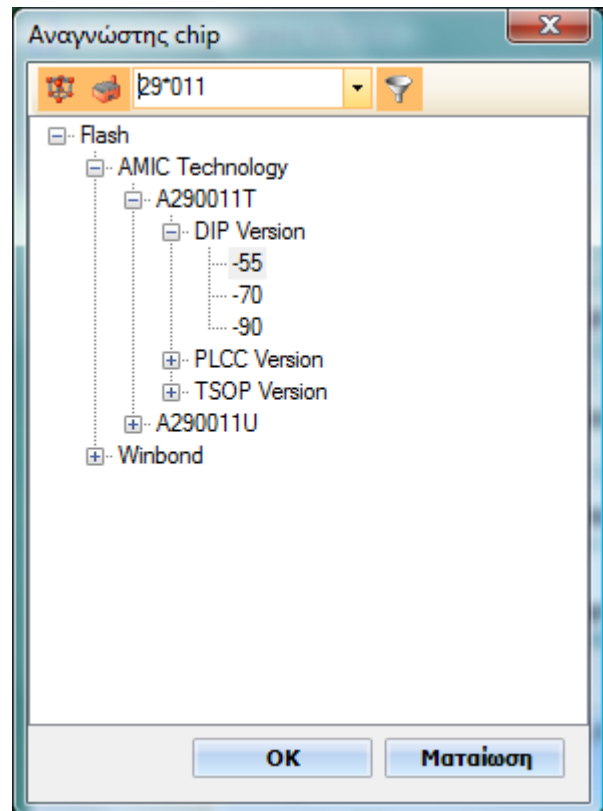 Αναγνώστης chip
29*011
Flash
AMIC Technology
A290011T
DIP Version
-55
-70
-90
PLCC Version
TSOP Version
A290011U
Winbond
OK Ματαίωση